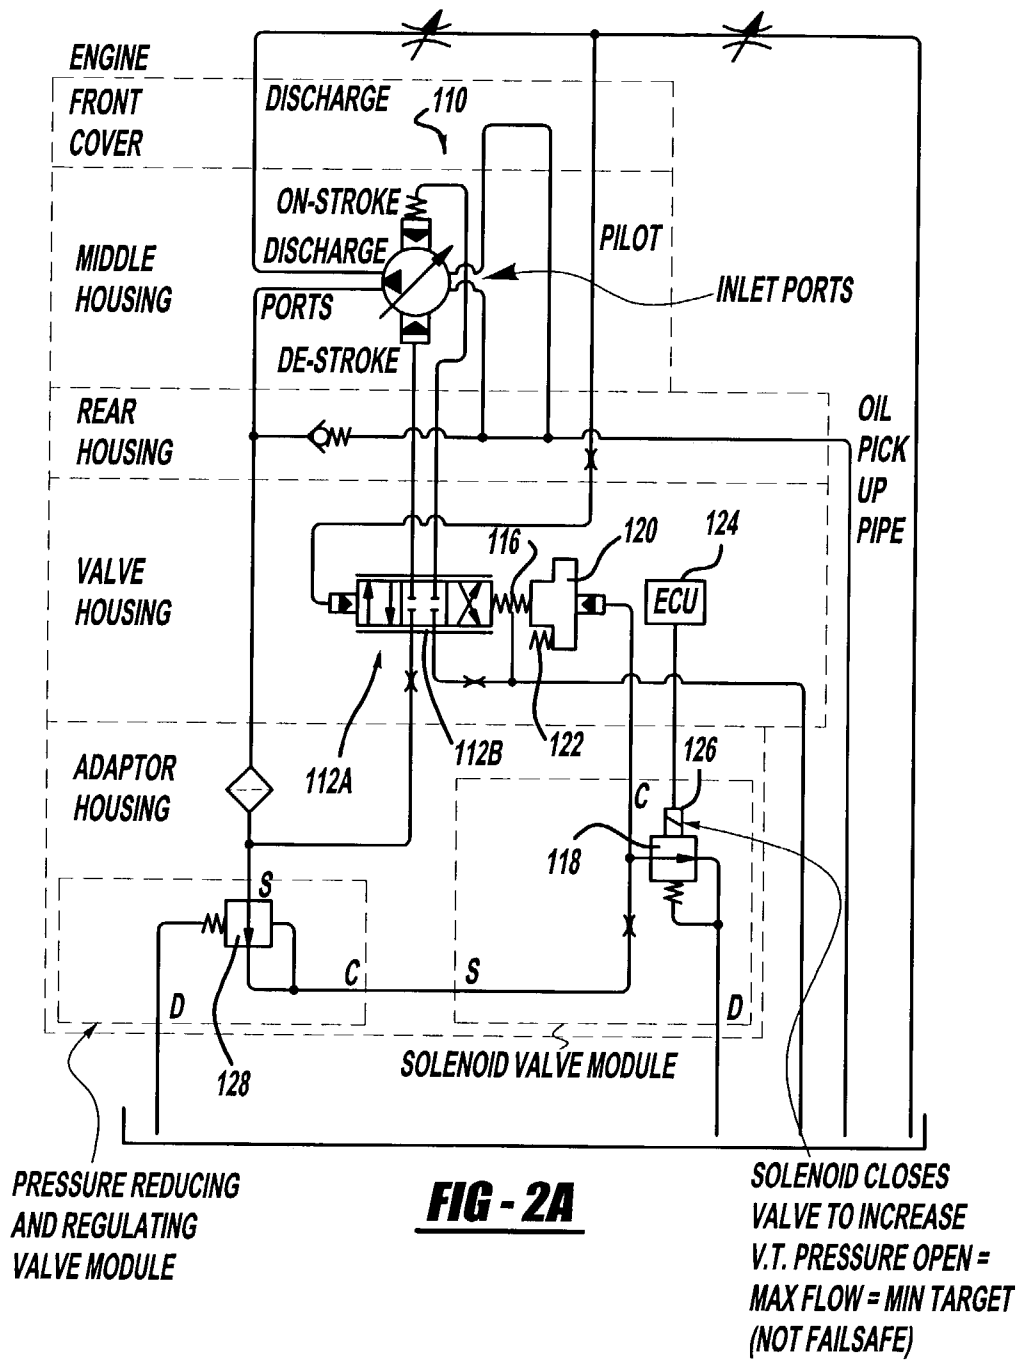 ENGINE
FRONT
COVER
DISCHARGE
110
ON-STROKE
MIDDLE
HOUSING
DISCHARGE
PORTS
PILOT
INLET PORTS
DE-STROKE
REAR
HOUSING
OIL
PICK
UP
PIPE
VALVE
HOUSING
116
120
124
ECU
112A
112B
122
126
ADAPTOR
HOUSING
C
118
S
C
S
D
D
128
SOLENOID VALVE MODULE
PRESSURE REDUCING
AND REGULATING
VALVE MODULE
FIG - 2A
SOLENOID CLOSES
VALVE TO INCREASE
V.T. PRESSURE OPEN =
MAX FLOW = MIN TARGET
(NOT FAILSAFE)